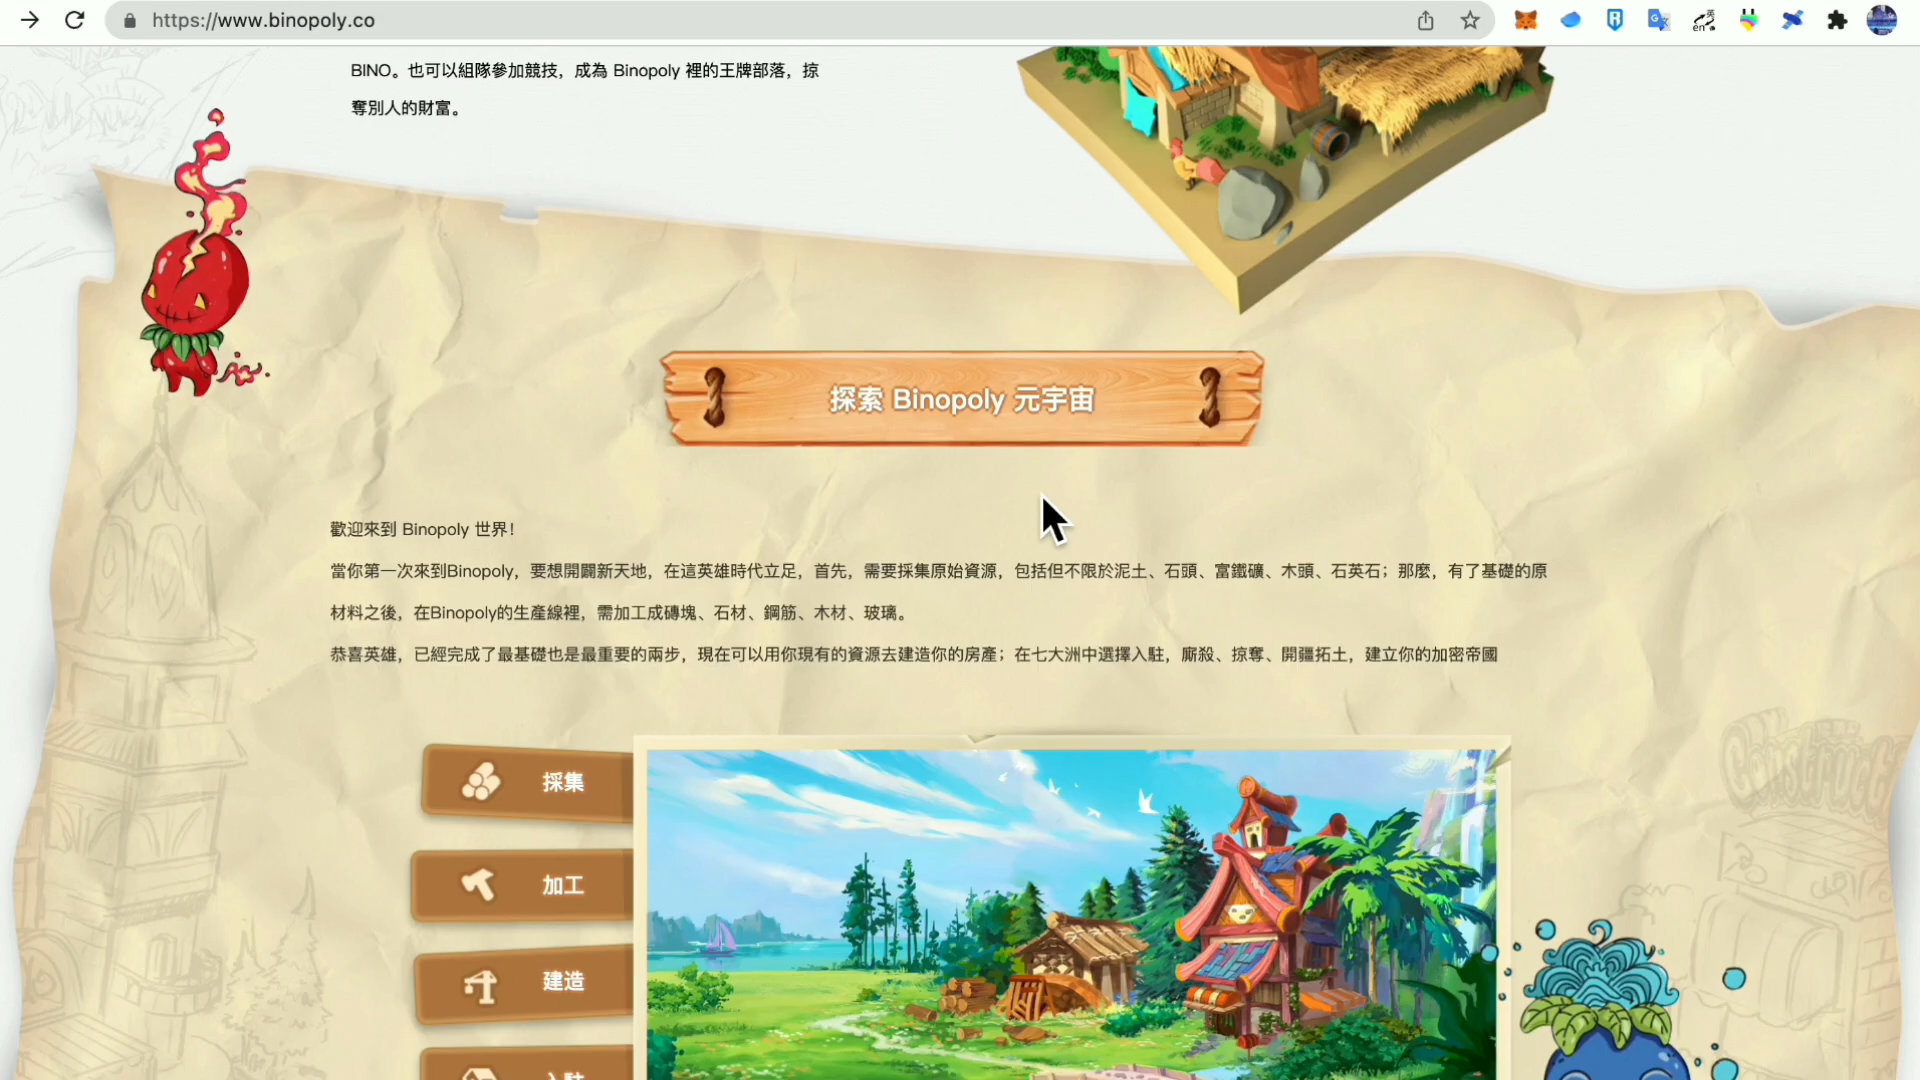 https://www.binopoly.co
BINO。也可以組隊參加競技，成為 Binopoly 裡的王牌部落，掠
奪別人的財富。
探索 Binopoly 元宇宙
歡迎來到 Binopoly 世界！
當你第一次來到Binopoly，要想開闢新天地，在這英雄時代立足，首先，需要採集原始資源，包括但不限於泥土、石頭、富鐵礦、木頭、石英石；那麼，有了基礎的原
材料之後，在Binopoly的生產線裡，需加工成磚塊、石材、鋼筋、木材、玻璃。
恭喜英雄，已經完成了最基礎也是最重要的兩步，現在可以用你現有的資源去建造你的房產；在七大洲中選擇入駐，廝殺、掠奪、開疆拓土，建立你的加密帝國
採集
加工
建造